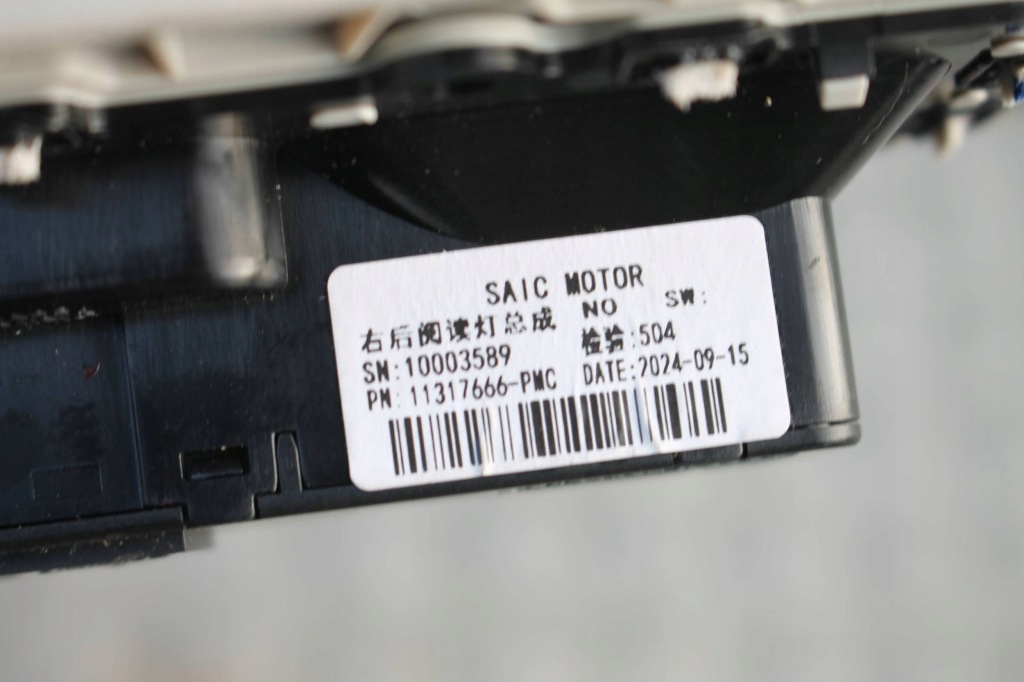 SAIC MOTOR
右后阅读灯总成 NO SW:
SN:10003589 检验:504
PN:11317666-PMC DATE:2024-09-15